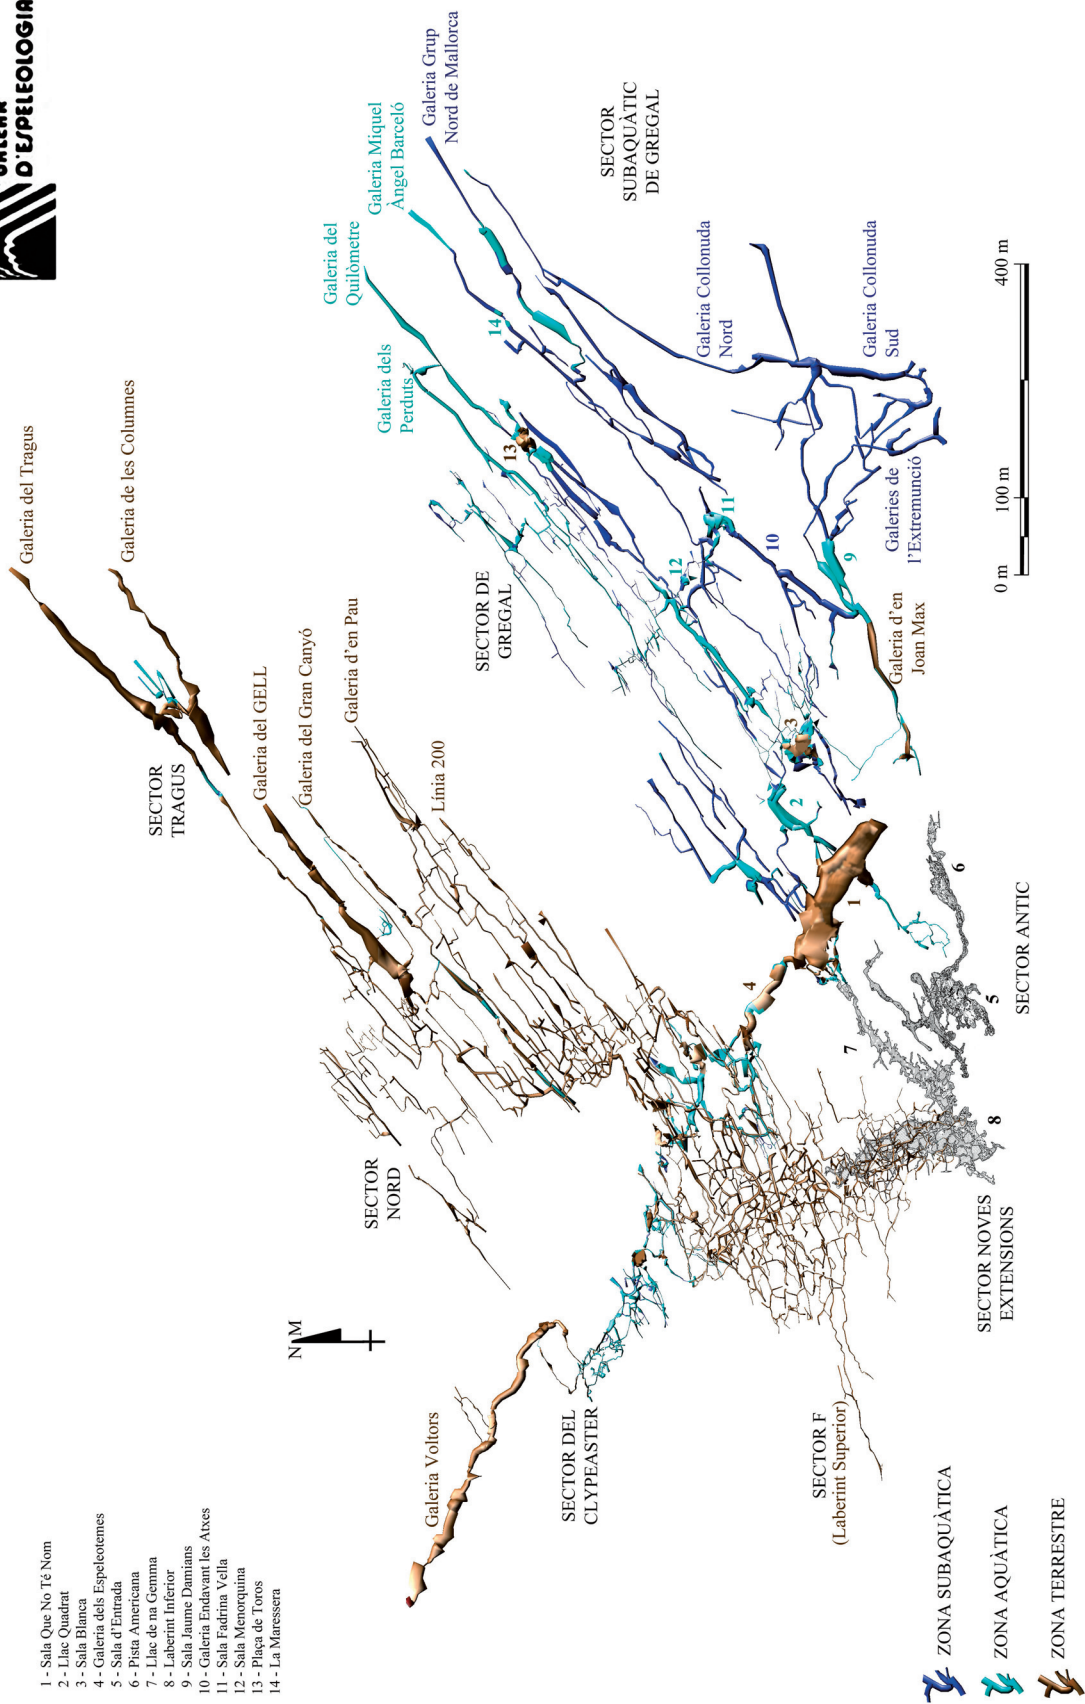 BALEAR
D'ESPELEOLOGIA
1 - Sala Que No Té Nom
2 - Llac Quadrat
3 - Sala Blanca
4 - Galeria dels Espeleotemes
5 - Sala d'Entrada
6 - Pista Americana
7 - Llac de na Gemma
8 - Laberint Inferior
9 - Sala Jaume Damians
10 - Galeria Endavant les Atxes
11 - Sala Fadrina Vella
12 - Sala Menorquina
13 - Plaça de Toros
14 - La Maressera
NM
Galeria del Tragus
Galeria de les Columnes
SECTOR
TRAGUS
Galeria del GELL
Galeria del Gran Canyó
Galeria d'en Pau
Línia 200
SECTOR
NORD
Galeria Voltors
SECTOR DEL
CLYPEASTER
SECTOR F
(Laberint Superior)
SECTOR NOVES
EXTENSIONS
SECTOR ANTIC
Galeria del
Quilòmetre
Galeria Miquel
Àngel Barceló
Galeria Grup
Nord de Mallorca
Galeria dels
Perduts
SECTOR DE
GREGAL
SECTOR
SUBAQUÀTIC
DE GREGAL
Galeria Collonuda
Nord
Galeria Collonuda
Sud
Galeries de
l'Extremunció
Galeria d'en
Joan Max
1
2
3
4
5
6
7
8
9
10
11
12
13
14
0 m
100 m
400 m
ZONA SUBAQUÀTICA
ZONA AQUÀTICA
ZONA TERRESTRE